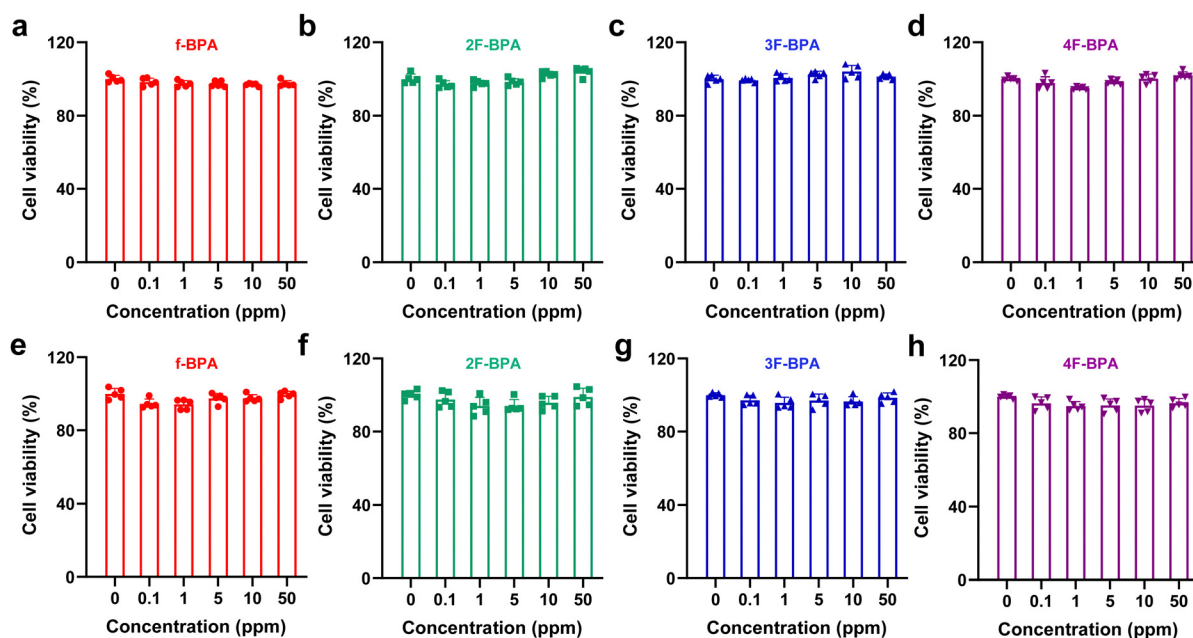 a
f-BPA
Cell viability (%)
120
80
40
0
0 0.1 1 5 10 50
Concentration (ppm)
b
2F-BPA
Cell viability (%)
120
80
40
0
0 0.1 1 5 10 50
Concentration (ppm)
c
3F-BPA
Cell viability (%)
120
80
40
0
0 0.1 1 5 10 50
Concentration (ppm)
d
4F-BPA
Cell viability (%)
120
80
40
0
0 0.1 1 5 10 50
Concentration (ppm)
e
f-BPA
Cell viability (%)
120
80
40
0
0 0.1 1 5 10 50
Concentration (ppm)
f
2F-BPA
Cell viability (%)
120
80
40
0
0 0.1 1 5 10 50
Concentration (ppm)
g
3F-BPA
Cell viability (%)
120
80
40
0
0 0.1 1 5 10 50
Concentration (ppm)
h
4F-BPA
Cell viability (%)
120
80
40
0
0 0.1 1 5 10 50
Concentration (ppm)